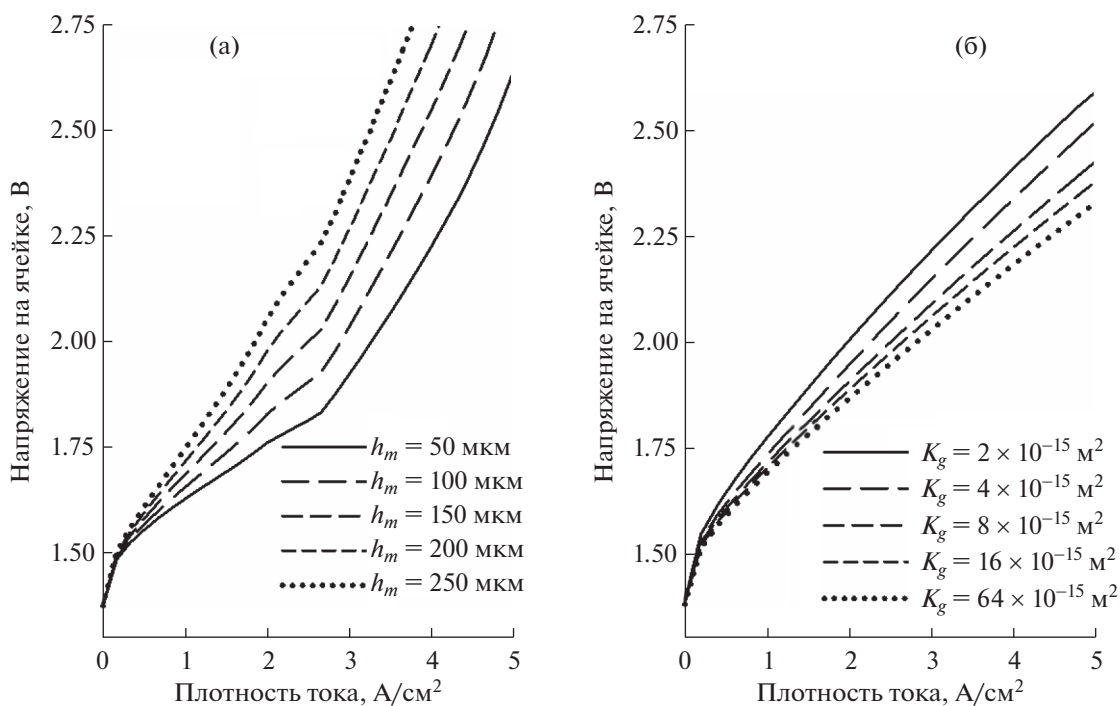 (а)
Напряжение на ячейке, В
2.75
2.50
2.25
2.00
1.75
1.50
0 1 2 3 4 5
Плотность тока, А/см²
h_m = 50 мкм
h_m = 100 мкм
h_m = 150 мкм
h_m = 200 мкм
h_m = 250 мкм
(б)
Напряжение на ячейке, В
2.75
2.50
2.25
2.00
1.75
1.50
0 1 2 3 4 5
Плотность тока, А/см²
K_g = 2 × 10⁻¹⁵ м²
K_g = 4 × 10⁻¹⁵ м²
K_g = 8 × 10⁻¹⁵ м²
K_g = 16 × 10⁻¹⁵ м²
K_g = 64 × 10⁻¹⁵ м²